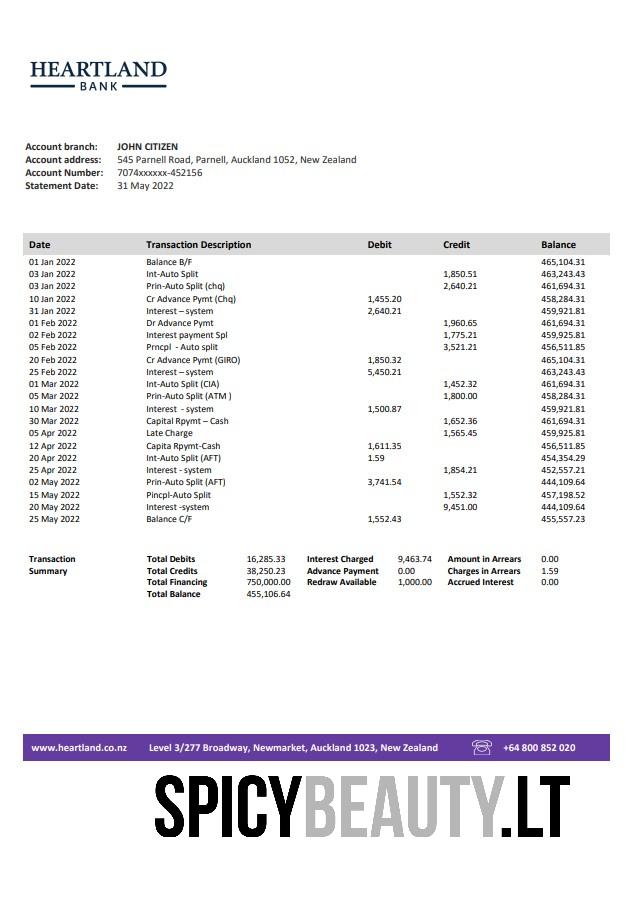 HEARTLAND
BANK
Account branch: JOHN CITIZEN
Account address: 545 Parnell Road, Parnell, Auckland 1052, New Zealand
Account Number: 7074xxxxxx-452156
Statement Date: 31 May 2022
Date Transaction Description Debit Credit Balance
01 Jan 2022 Balance B/F 465,104.31
03 Jan 2022 Int-Auto Split 1,850.51 463,243.43
03 Jan 2022 Prin-Auto Split (chq) 2,640.21 461,694.31
10 Jan 2022 Cr Advance Pymt (Chq) 1,455.20 458,284.31
31 Jan 2022 Interest – system 2,640.21 459,921.81
01 Feb 2022 Dr Advance Pymt 1,960.65 461,694.31
02 Feb 2022 Interest payment Spl 1,775.21 459,925.81
05 Feb 2022 Prncpl - Auto split 3,521.21 456,511.85
20 Feb 2022 Cr Advance Pymt (GIRO) 1,850.32 465,104.31
25 Feb 2022 Interest – system 5,450.21 463,243.43
01 Mar 2022 Int-Auto Split (CIA) 1,452.32 461,694.31
05 Mar 2022 Prin-Auto Split (ATM ) 1,800.00 458,284.31
10 Mar 2022 Interest - system 1,500.87 459,921.81
30 Mar 2022 Capital Rpymt – Cash 1,652.36 461,694.31
05 Apr 2022 Late Charge 1,565.45 459,925.81
12 Apr 2022 Capita Rpymt-Cash 1,611.35 456,511.85
20 Apr 2022 Int-Auto Split (AFT) 1.59 454,354.29
25 Apr 2022 Interest - system 1,854.21 452,557.21
02 May 2022 Prin-Auto Split (AFT) 3,741.54 444,109.64
15 May 2022 Pincpl-Auto Split 1,552.32 457,198.52
20 May 2022 Interest -system 9,451.00 444,109.64
25 May 2022 Balance C/F 1,552.43 455,557.23
Transaction Total Debits 16,285.33 Interest Charged 9,463.74 Amount in Arrears 0.00
Summary Total Credits 38,250.23 Advance Payment 0.00 Charges in Arrears 1.59
Total Financing 750,000.00 Redraw Available 1,000.00 Accrued Interest 0.00
Total Balance 455,106.64
www.heartland.co.nz Level 3/277 Broadway, Newmarket, Auckland 1023, New Zealand +64 800 852 020
SPICYBEAUTY.LT